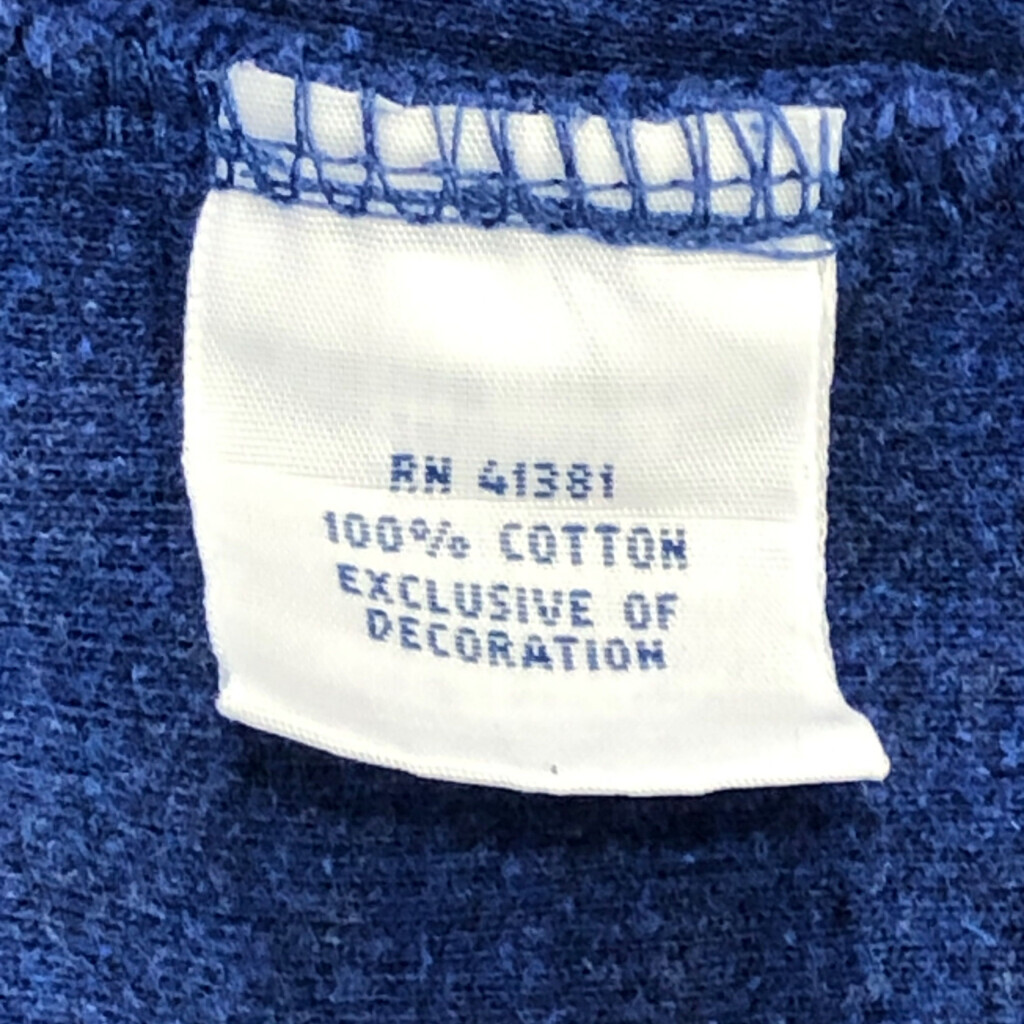 RN 41381
100% COTTON
EXCLUSIVE OF
DECORATION